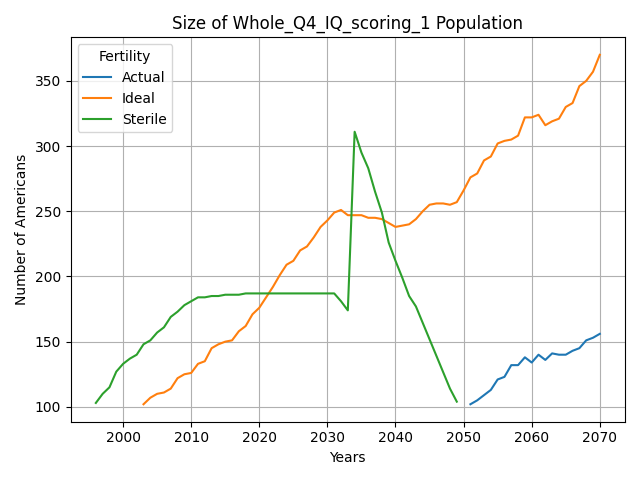 Size of Whole_Q4_IQ_scoring_1 Population
Fertility
Actual
Ideal
Sterile
Number of Americans
350
300
250
200
150
100
2000 2010 2020 2030 2040 2050 2060 2070
Years